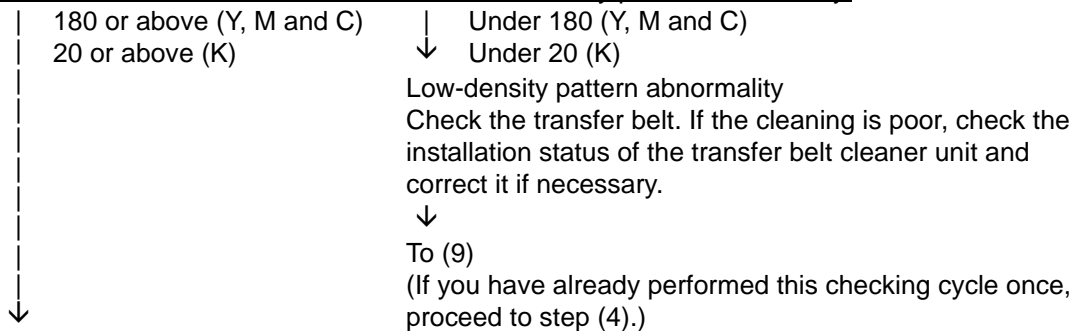 180 or above (Y, M and C)
20 or above (K)
Under 180 (Y, M and C)
Under 20 (K)
Low-density pattern abnormality
Check the transfer belt. If the cleaning is poor, check the
installation status of the transfer belt cleaner unit and
correct it if necessary.
To (9)
(If you have already performed this checking cycle once,
proceed to step (4).)